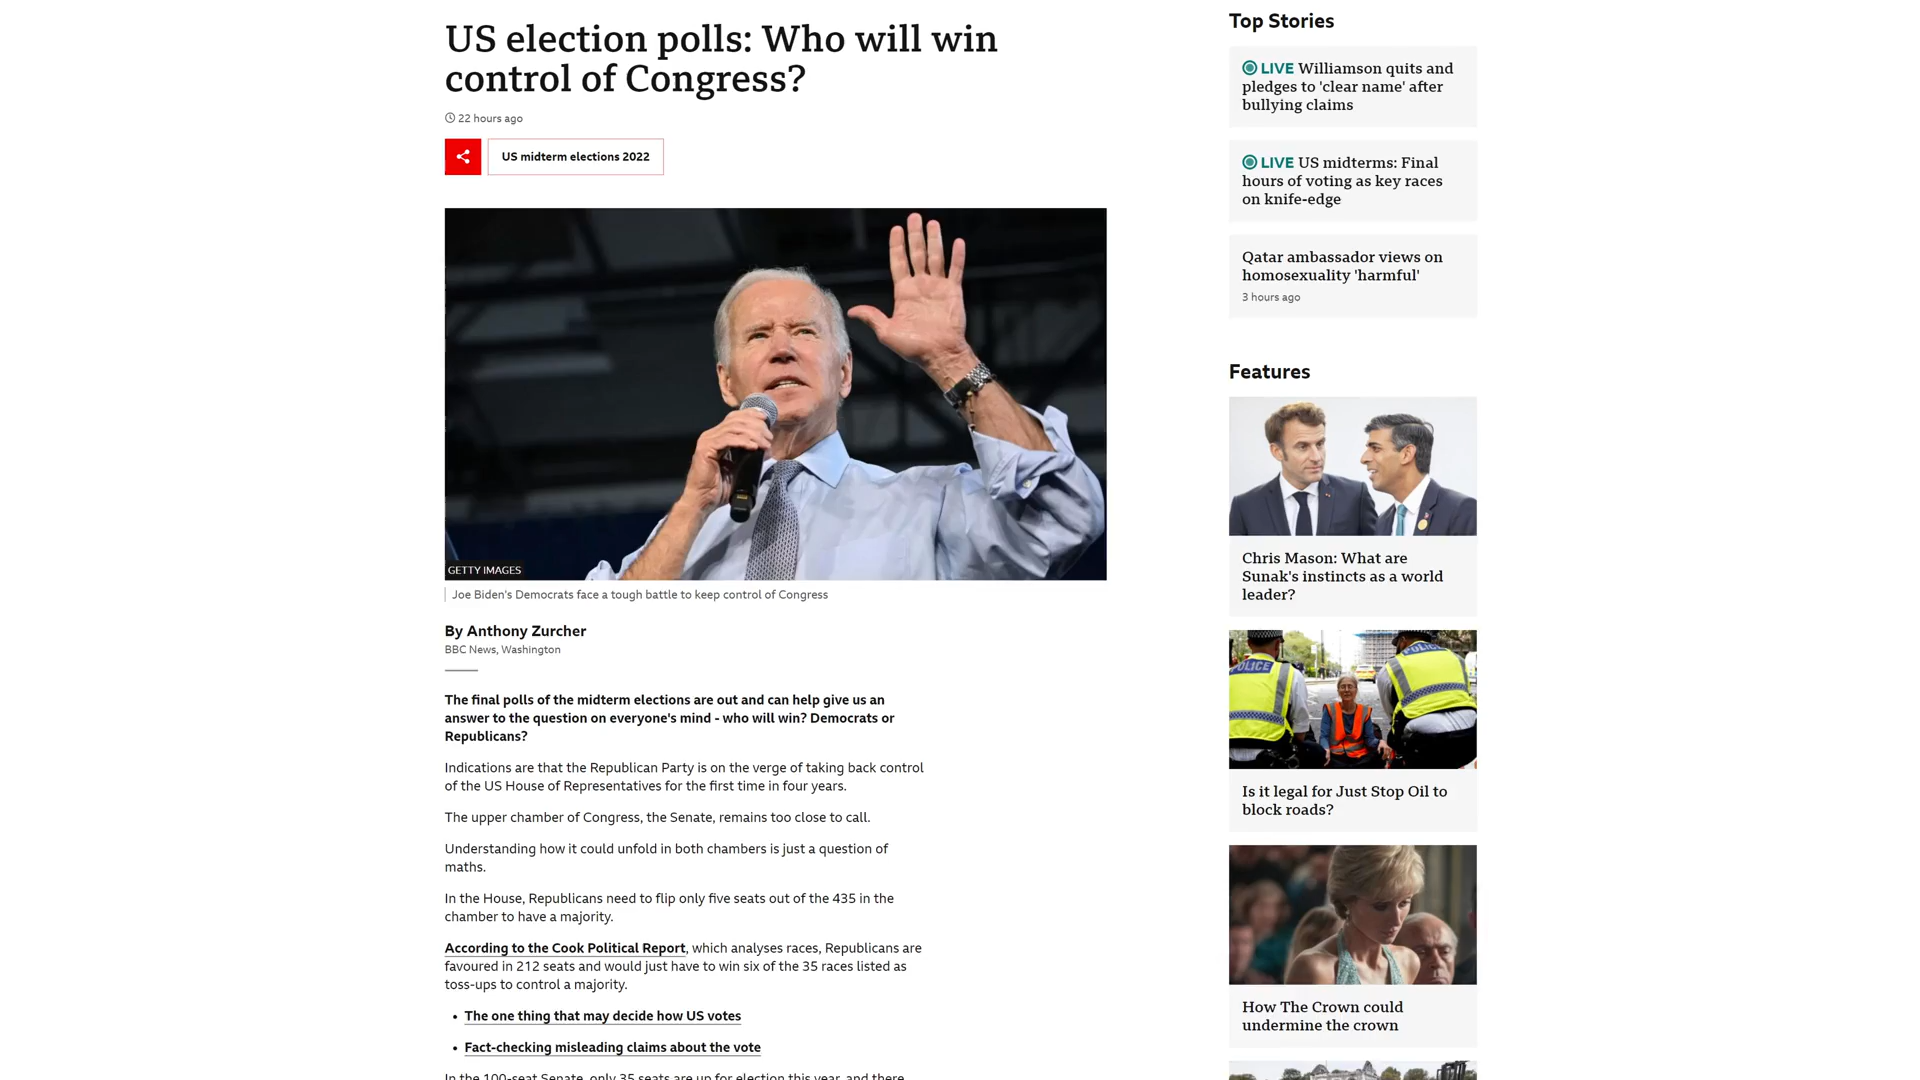 US election polls: Who will win
control of Congress?
22 hours ago
US midterm elections 2022
GETTY IMAGES
Joe Biden's Democrats face a tough battle to keep control of Congress
By Anthony Zurcher
BBC News, Washington
The final polls of the midterm elections are out and can help give us an
answer to the question on everyone's mind - who will win? Democrats or
Republicans?
Indications are that the Republican Party is on the verge of taking back control
of the US House of Representatives for the first time in four years.
The upper chamber of Congress, the Senate, remains too close to call.
Understanding how it could unfold in both chambers is just a question of
maths.
In the House, Republicans need to flip only five seats out of the 435 in the
chamber to have a majority.
According to the Cook Political Report, which analyses races, Republicans are
favoured in 212 seats and would just have to win six of the 35 races listed as
toss-ups to control a majority.
• The one thing that may decide how US votes
• Fact-checking misleading claims about the vote
In the 100-seat Senate, only 35 seats are up for election this year, and there
Top Stories
LIVE Williamson quits and
pledges to 'clear name' after
bullying claims
LIVE US midterms: Final
hours of voting as key races
on knife-edge
Qatar ambassador views on
homosexuality 'harmful'
3 hours ago
Features
Chris Mason: What are
Sunak's instincts as a world
leader?
POLICE
POLICE
Is it legal for Just Stop Oil to
block roads?
How The Crown could
undermine the crown